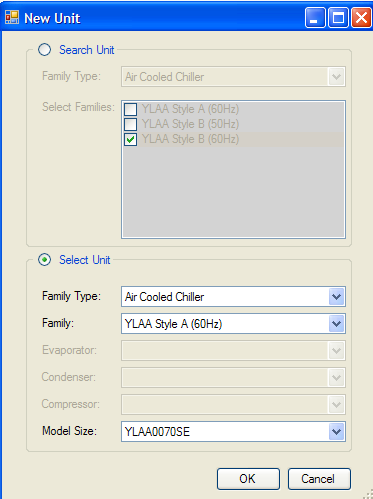 New Unit
Search Unit
Family Type: Air Cooled Chiller
Select Families: YLAA Style A (60Hz)
YLAA Style B (50Hz)
YLAA Style B (60Hz)
Select Unit
Family Type: Air Cooled Chiller
Family: YLAA Style A (60Hz)
Evaporator:
Condenser:
Compressor:
Model Size: YLAA0070SE
OK Cancel